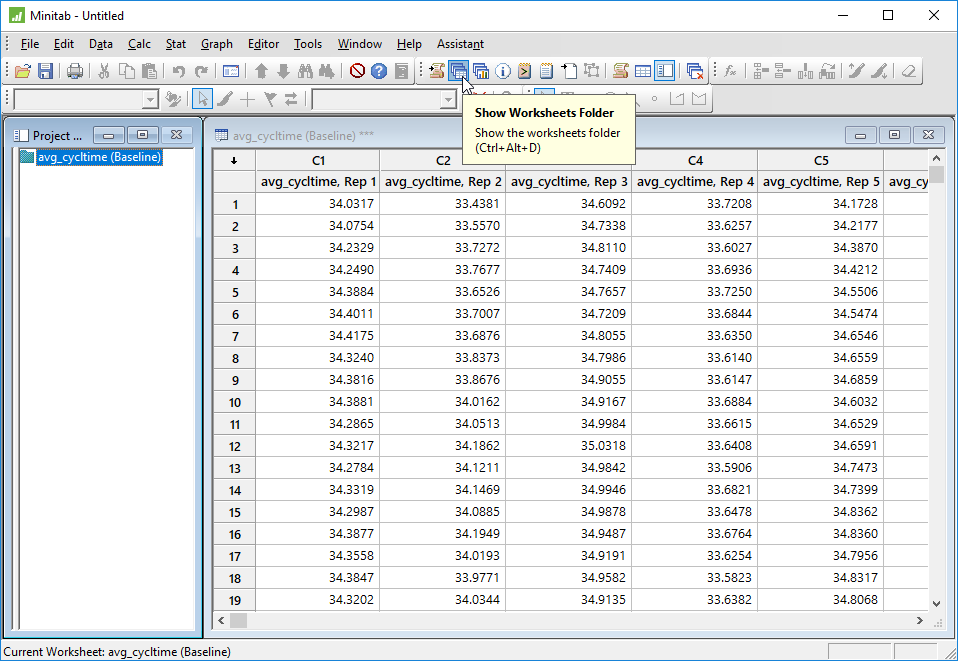 Minitab - Untitled
File Edit Data Calc Stat Graph Editor Tools Window Help Assistant
Show Worksheets Folder
Show the worksheets folder
(Ctrl+Alt+D)
Project ...
avg_cycltime (Baseline)
avg_cycltime (Baseline) ***
C1 C2 C4 C5
avg_cycltime, Rep 1 avg_cycltime, Rep 2 avg_cycltime, Rep 3 avg_cycltime, Rep 4 avg_cycltime, Rep 5 avg_cy
1 34.0317 33.4381 34.6092 33.7208 34.1728
2 34.0754 33.5570 34.7338 33.6257 34.2177
3 34.2329 33.7272 34.8110 33.6027 34.3870
4 34.2490 33.7677 34.7409 33.6936 34.4212
5 34.3884 33.6526 34.7657 33.7250 34.5506
6 34.4011 33.7007 34.7209 33.6844 34.5474
7 34.4175 33.6876 34.8055 33.6350 34.6546
8 34.3240 33.8373 34.7986 33.6140 34.6559
9 34.3816 33.8676 34.9055 33.6147 34.6859
10 34.3881 34.0162 34.9167 33.6884 34.6032
11 34.2865 34.0513 34.9984 33.6615 34.6529
12 34.3217 34.1862 35.0318 33.6408 34.6591
13 34.2784 34.1211 34.9842 33.5906 34.7473
14 34.3319 34.1469 34.9946 33.6821 34.7399
15 34.2987 34.0885 34.9878 33.6478 34.8362
16 34.3877 34.1949 34.9487 33.6764 34.8360
17 34.3558 34.0193 34.9191 33.6254 34.7956
18 34.3847 33.9771 34.9582 33.5823 34.8317
19 34.3202 34.0344 34.9135 33.6382 34.8068
Current Worksheet: avg_cycltime (Baseline)